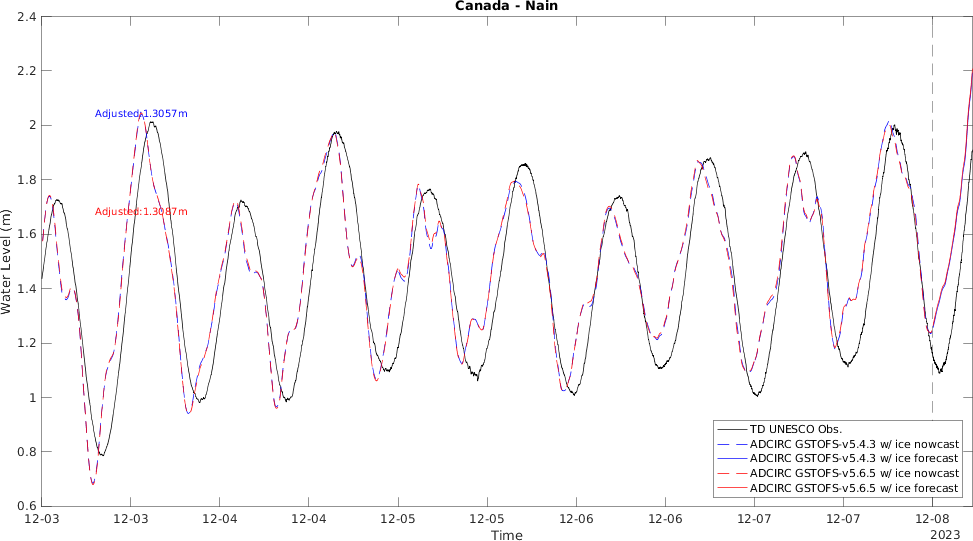 Canada - Nain
2.4
2.2
2
1.8
1.6
1.4
1.2
1
0.8
0.6
Water Level (m)
Adjusted:1.3057m
Adjusted:1.3087m
TD UNESCO Obs.
ADCIRC GSTOFS-v5.4.3 w/ ice nowcast
ADCIRC GSTOFS-v5.4.3 w/ ice forecast
ADCIRC GSTOFS-v5.6.5 w/ ice nowcast
ADCIRC GSTOFS-v5.6.5 w/ ice forecast
12-03 12-03 12-04 12-04 12-05 12-05 12-06 12-06 12-07 12-07 12-08
2023
Time